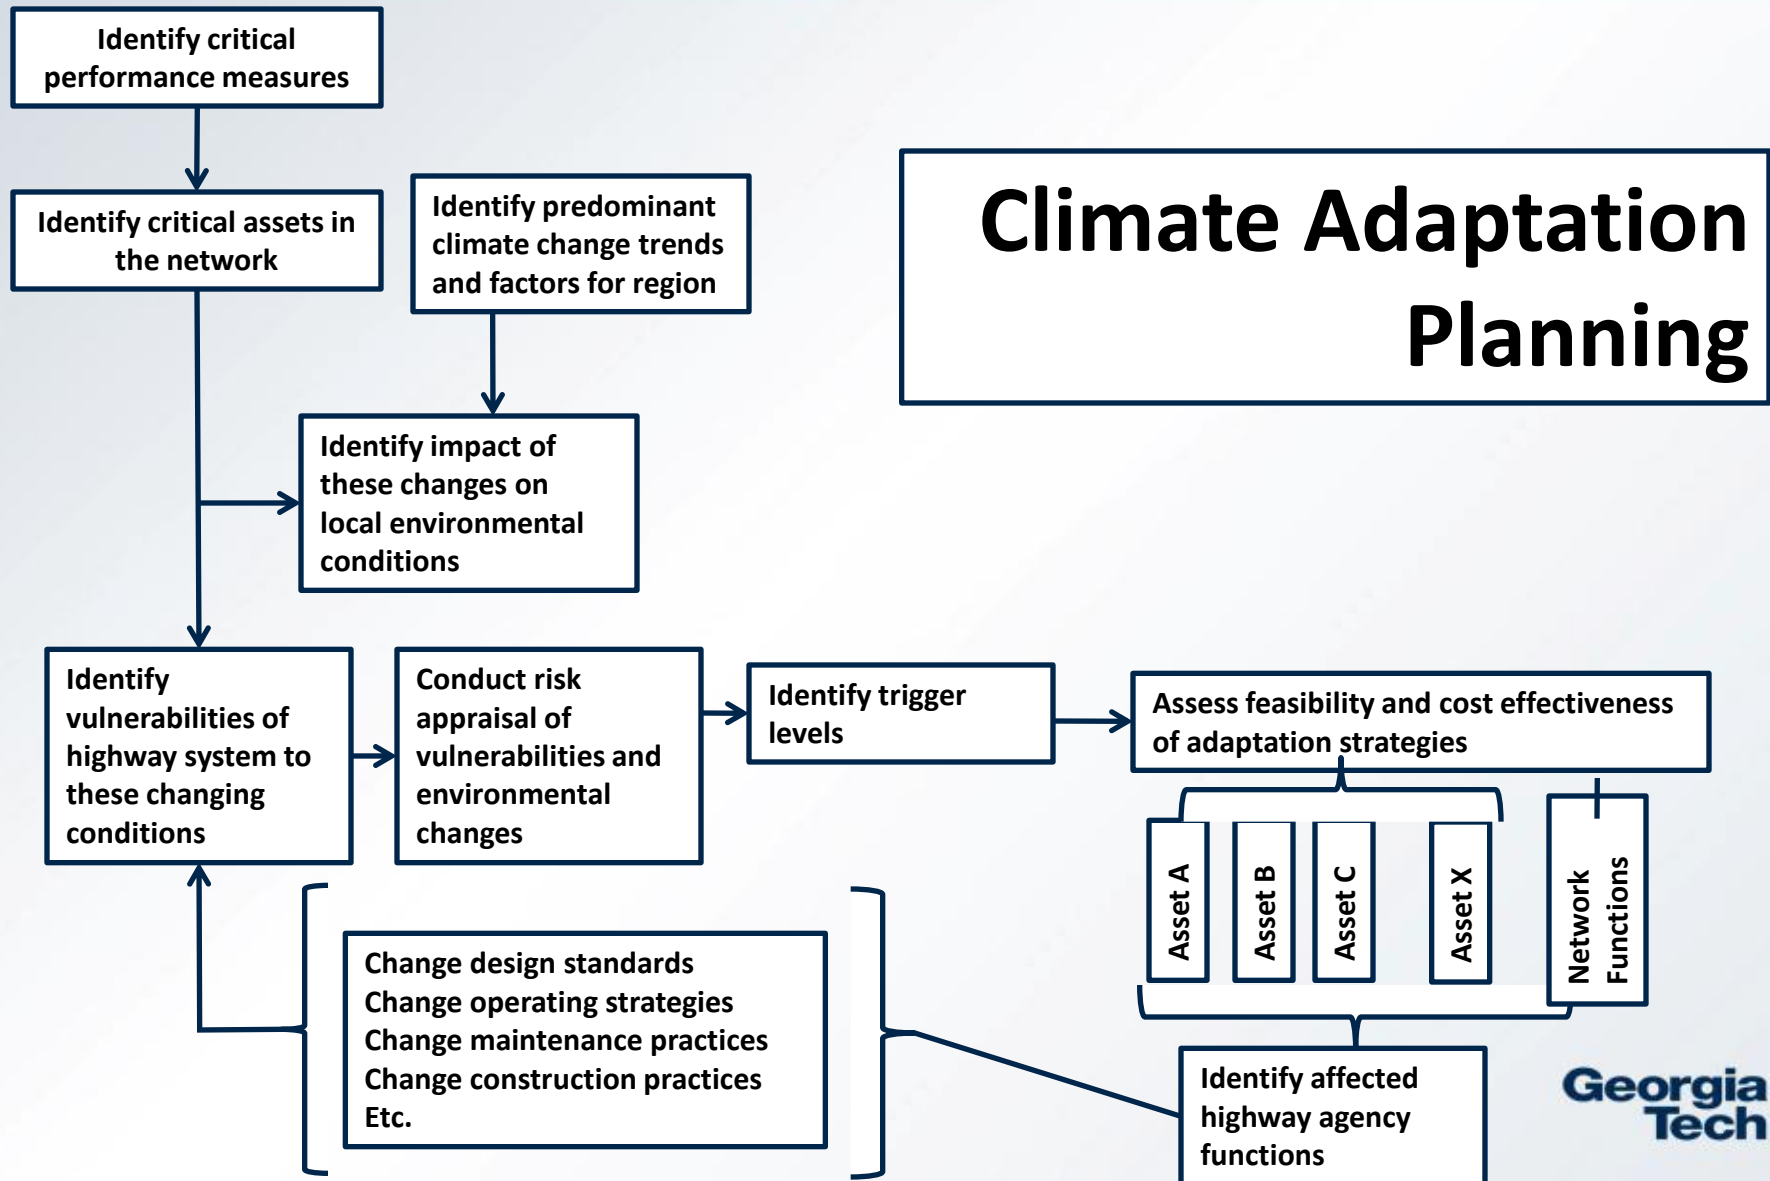 Identify critical
performance measures
Climate Adaptation
Planning
Identify critical assets in
the network
Identify predominant
climate change trends
and factors for region
Identify impact of
these changes on
local environmental
conditions
Identify
vulnerabilities of
highway system to
these changing
conditions
Conduct risk
appraisal of
vulnerabilities and
environmental
changes
Identify trigger
levels
Assess feasibility and cost effectiveness
of adaptation strategies
Asset A
Asset B
Asset C
Asset X
Network
Functions
Change design standards
Change operating strategies
Change maintenance practices
Change construction practices
Etc.
Identify affected
highway agency
functions
Georgia
Tech